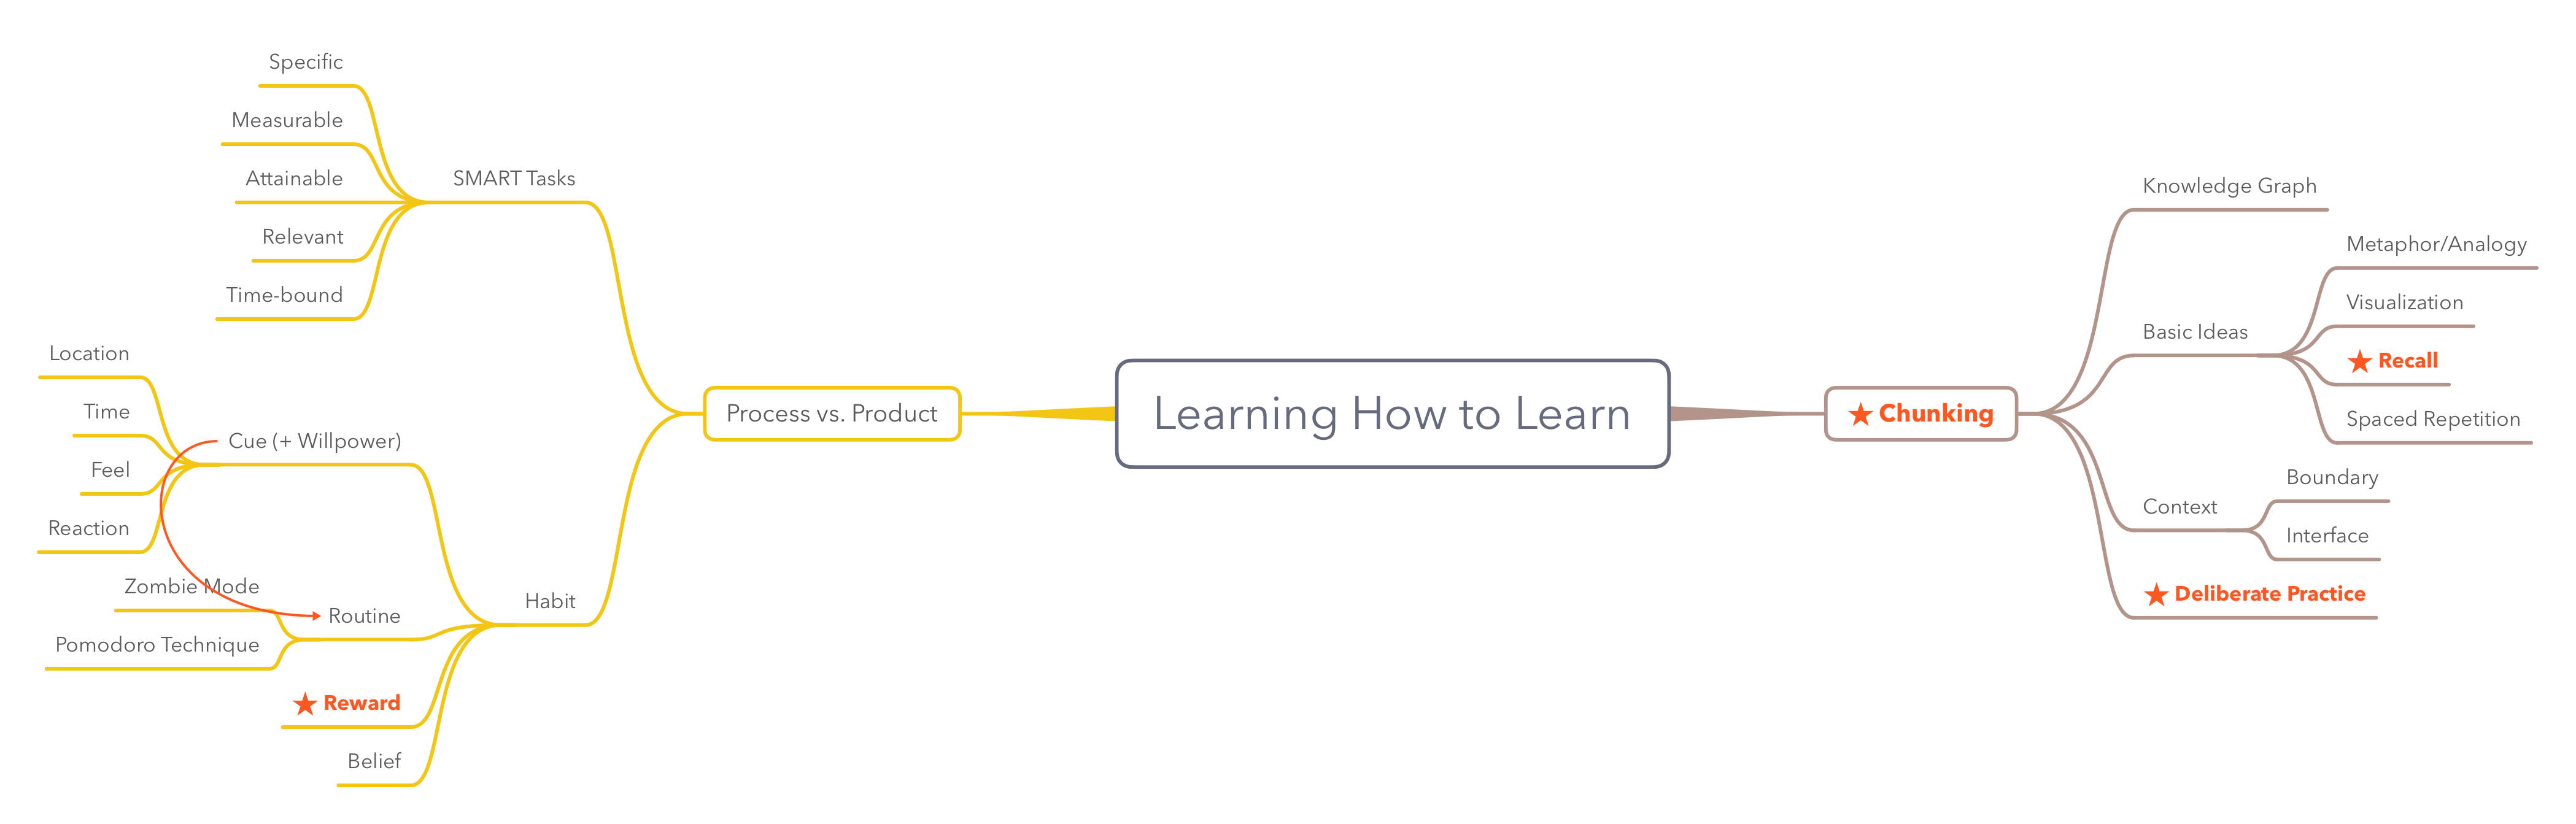 Learning How to Learn
Process vs. Product
SMART Tasks
Specific
Measurable
Attainable
Relevant
Time-bound
Habit
Cue (+ Willpower)
Location
Time
Feel
Reaction
Routine
Zombie Mode
Pomodoro Technique
Reward
Belief
Chunking
Knowledge Graph
Basic Ideas
Metaphor/Analogy
Visualization
Recall
Spaced Repetition
Context
Boundary
Interface
Deliberate Practice